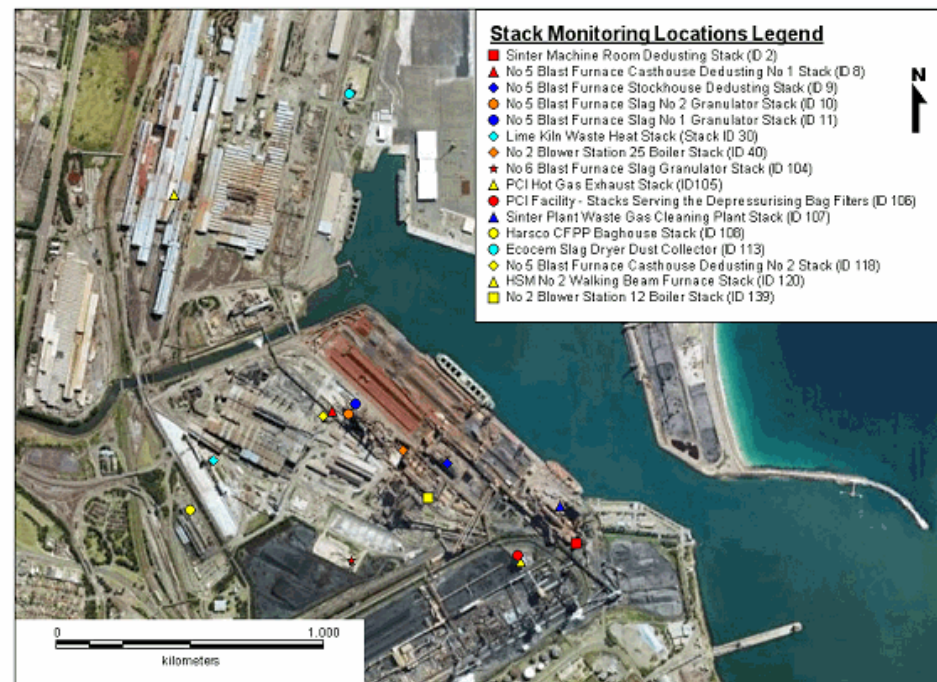 Stack Monitoring Locations Legend
Sinter Machine Room Dedusting Stack (ID 2)
No 5 Blast Furnace Casthouse Dedusting No 1 Stack (ID 8)
No 5 Blast Furnace Stockhouse Dedusting Stack (ID 9)
No 5 Blast Furnace Slag No 2 Granulator Stack (ID 10)
No 5 Blast Furnace Slag No 1 Granulator Stack (ID 11)
Lime Kiln Waste Heat Stack (Stack ID 30)
No 2 Blower Station 25 Boiler Stack (ID 40)
No 6 Blast Furnace Slag Granulator Stack (ID 104)
PCI Hot Gas Exhaust Stack (ID105)
PCI Facility - Stacks Serving the Depressurising Bag Filters (ID 106)
Sinter Plant Waste Gas Cleaning Plant Stack (ID 107)
Harsco CFPP Baghouse Stack (ID 108)
Ecocem Slag Dryer Dust Collector (ID 113)
No 5 Blast Furnace Casthouse Dedusting No 2 Stack (ID 118)
HSM No 2 Walking Beam Furnace Stack (ID 120)
No 2 Blower Station 12 Boiler Stack (ID 139)
N
0 1.000
kilometers